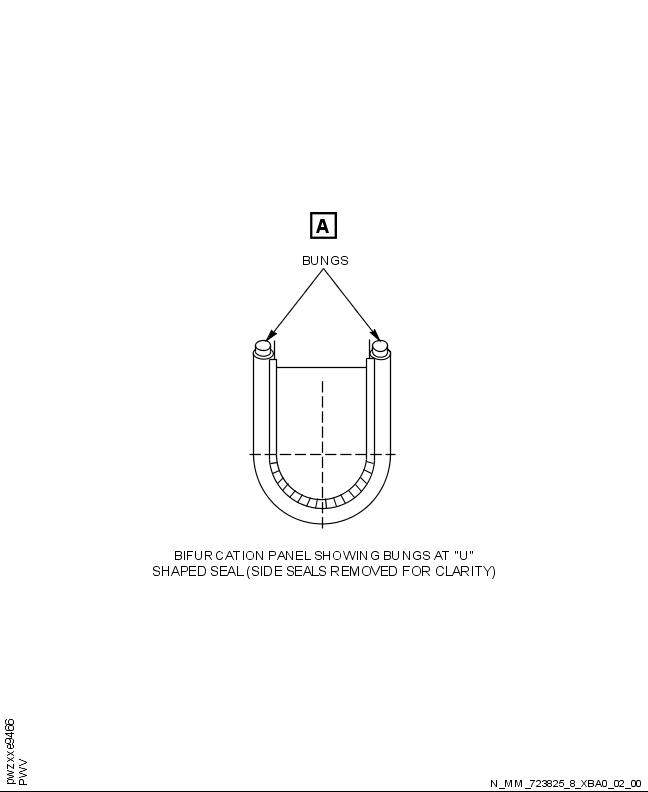 A
BUNGS
BIFURCATION PANEL SHOWING BUNGS AT "U"
SHAPED SEAL (SIDE SEALS REMOVED FOR CLARITY)
pwzxxe9466
PWV
N_MM_723825_8_XBA0_02_00